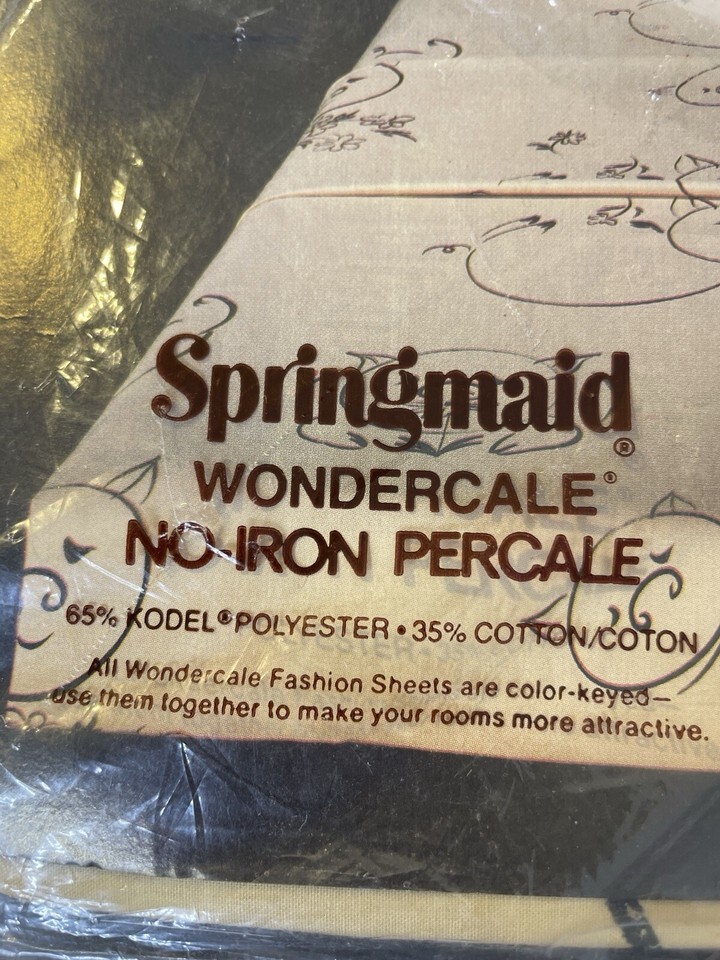 Springmaid®
WONDERCALE®
NO-IRON PERCALE
65% KODEL® POLYESTER • 35% COTTON/COTON
All Wondercale Fashion Sheets are color-keyed—
use them together to make your rooms more attractive.